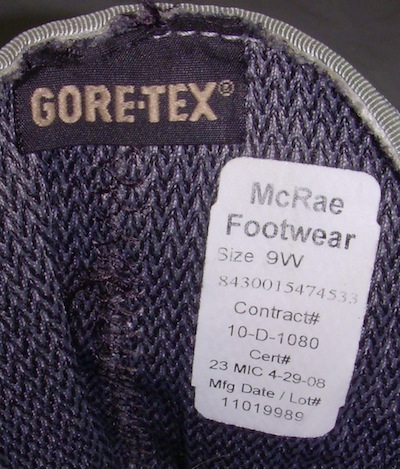 GORE-TEX®
McRae
Footwear
Size 9W
8430015474533
Contract#
10-D-1080
Cert#
23 MIC 4-29-08
Mfg Date / Lot#
11019989